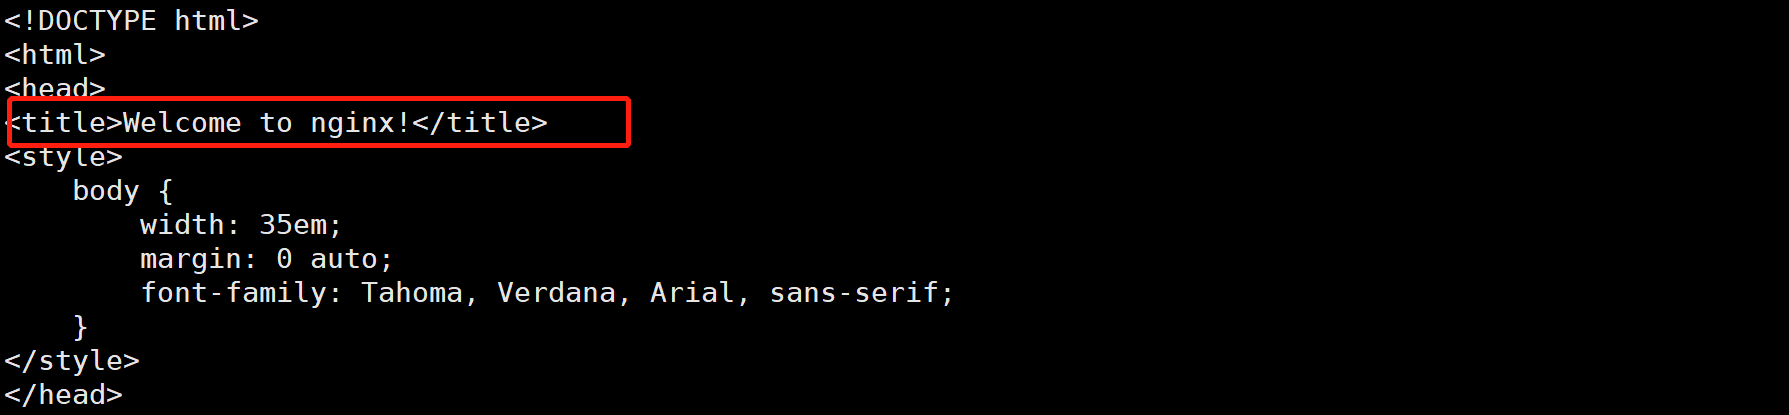 <!DOCTYPE html>
<html>
<head>
<title>Welcome to nginx!</title>
<style>
    body {
        width: 35em;
        margin: 0 auto;
        font-family: Tahoma, Verdana, Arial, sans-serif;
    }
</style>
</head>